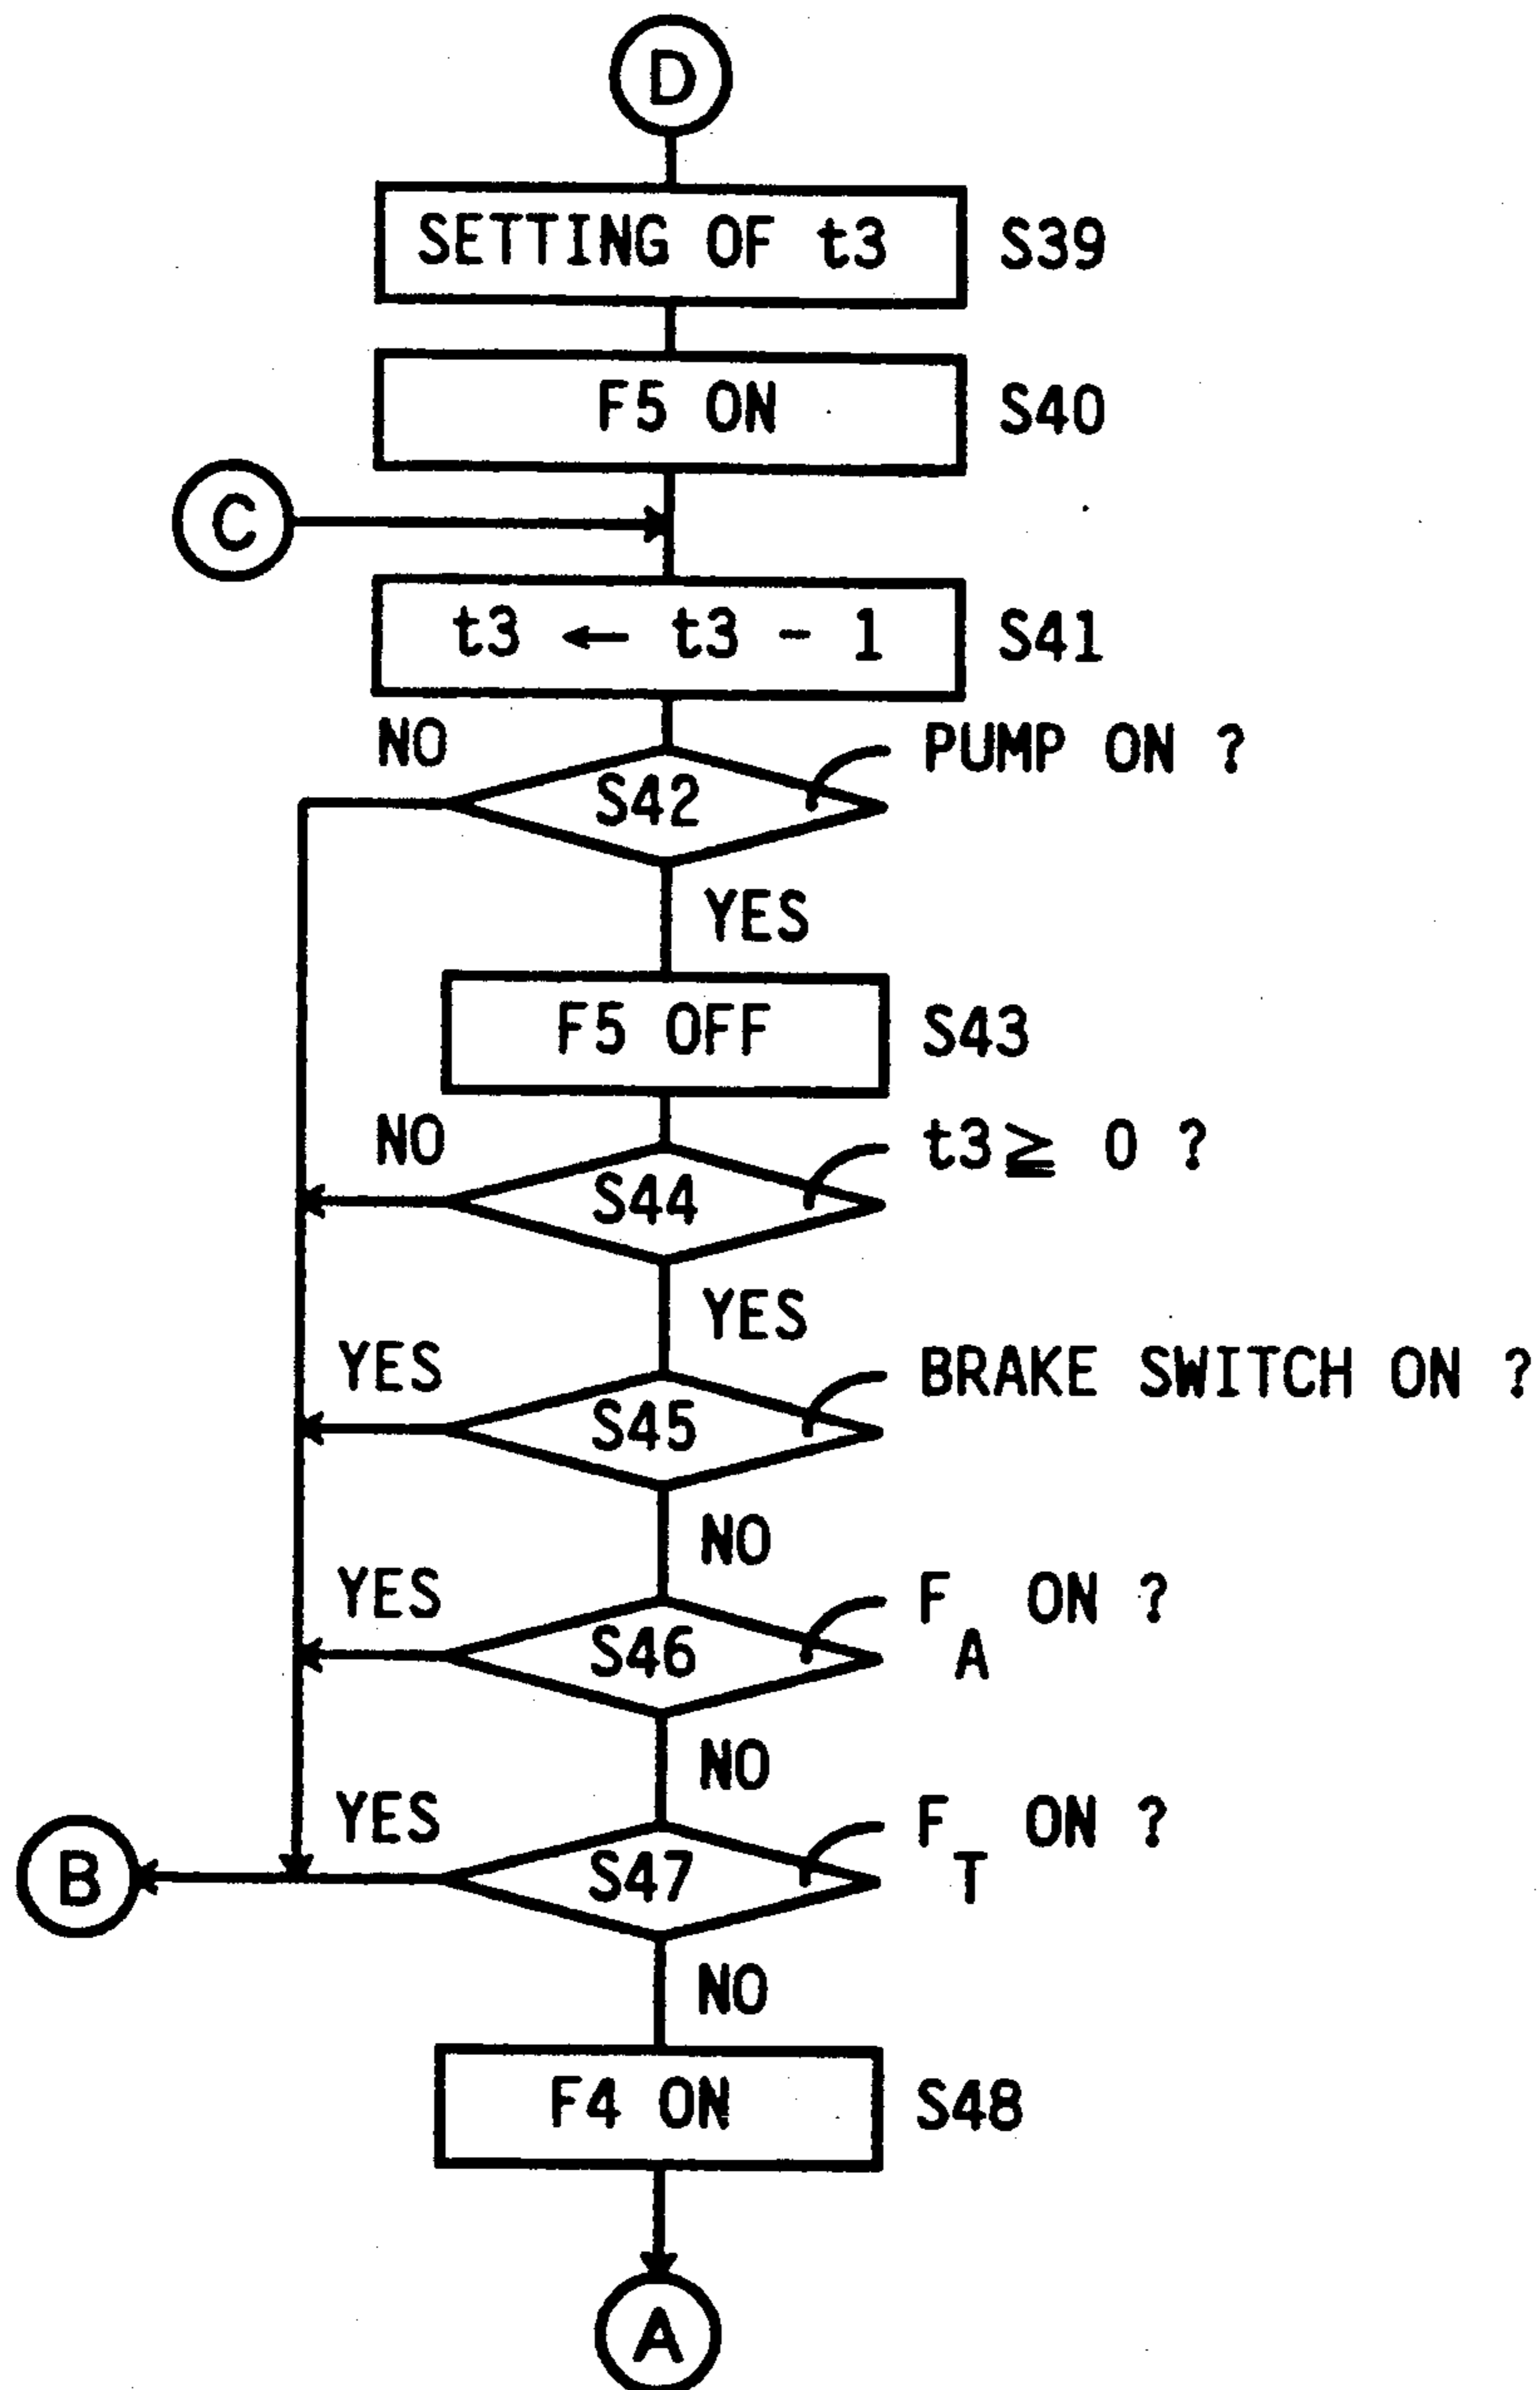 D
SETTING OF t3 S39
F5 ON S40
C
t3 ← t3 - 1 S41
NO PUMP ON ?
S42
YES
F5 OFF S43
NO t3 ≧ 0 ?
S44
YES
YES BRAKE SWITCH ON ?
S45
NO
YES F A ON ?
S46
NO
YES F T ON ?
B S47
NO
F4 ON S48
A